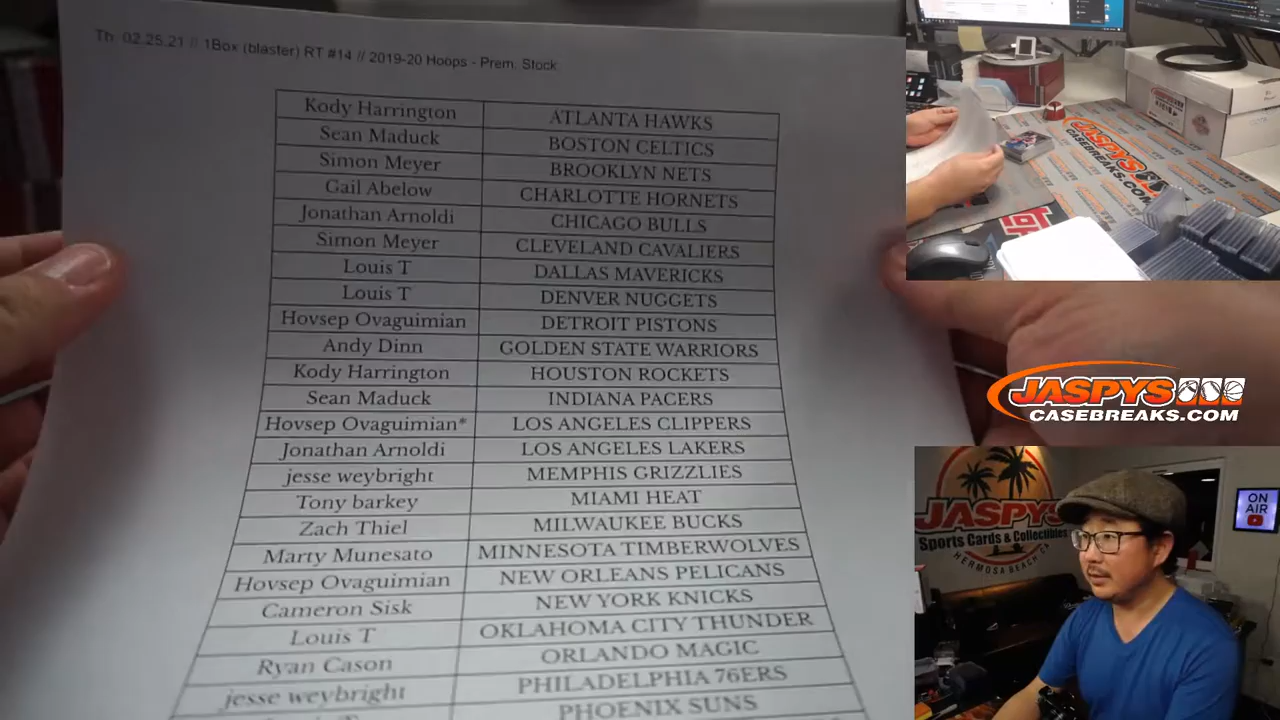 Th. 02.25.21 // 1Box (blaster) RT #14 // 2019-20 Hoops - Prem. Stock
Kody Harrington ATLANTA HAWKS
Sean Maduck BOSTON CELTICS
Simon Meyer BROOKLYN NETS
Gail Abelow CHARLOTTE HORNETS
Jonathan Arnoldi CHICAGO BULLS
Simon Meyer CLEVELAND CAVALIERS
Louis T DALLAS MAVERICKS
Louis T DENVER NUGGETS
Hovsep Ovaguimian DETROIT PISTONS
Andy Dinn GOLDEN STATE WARRIORS
Kody Harrington HOUSTON ROCKETS
Sean Maduck INDIANA PACERS
Hovsep Ovaguimian* LOS ANGELES CLIPPERS
Jonathan Arnoldi LOS ANGELES LAKERS
jesse weybright MEMPHIS GRIZZLIES
Tony barkey MIAMI HEAT
Zach Thiel MILWAUKEE BUCKS
Marty Munesato MINNESOTA TIMBERWOLVES
Hovsep Ovaguimian NEW ORLEANS PELICANS
Cameron Sisk NEW YORK KNICKS
Louis T OKLAHOMA CITY THUNDER
Ryan Cason ORLANDO MAGIC
jesse weybright PHILADELPHIA 76ERS
PHOENIX SUNS
JASPYS
CASEBREAKS.COM
JASPYS
CASEBREAKS.COM
JASPYS
Sports Cards & Collectibles
HERMOSA BEACH CA
ON
AIR